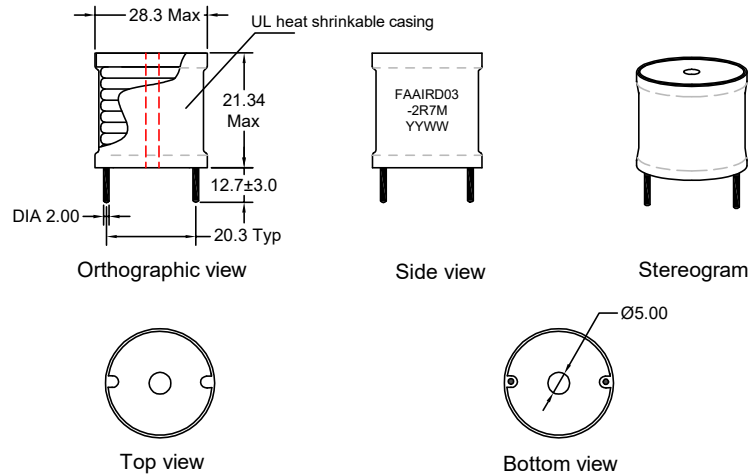 28.3 Max
UL heat shrinkable casing
21.34
Max
12.7±3.0
DIA 2.00
20.3 Typ
Orthographic view
FAAIRD03
-2R7M
YYWW
Side view
Stereogram
Top view
Ø5.00
Bottom view